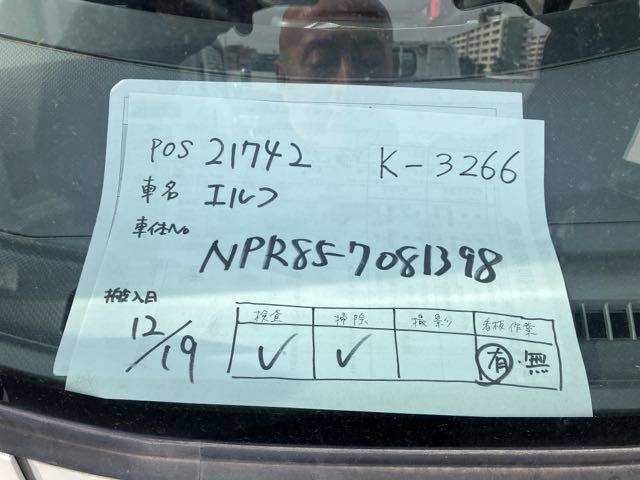 POS 21742 K-3266
車名 エルフ
車体No
NPR85-7081398
搬入日
12/19
検査 掃除 撮影 看板作業
✓ ✓ 有・無